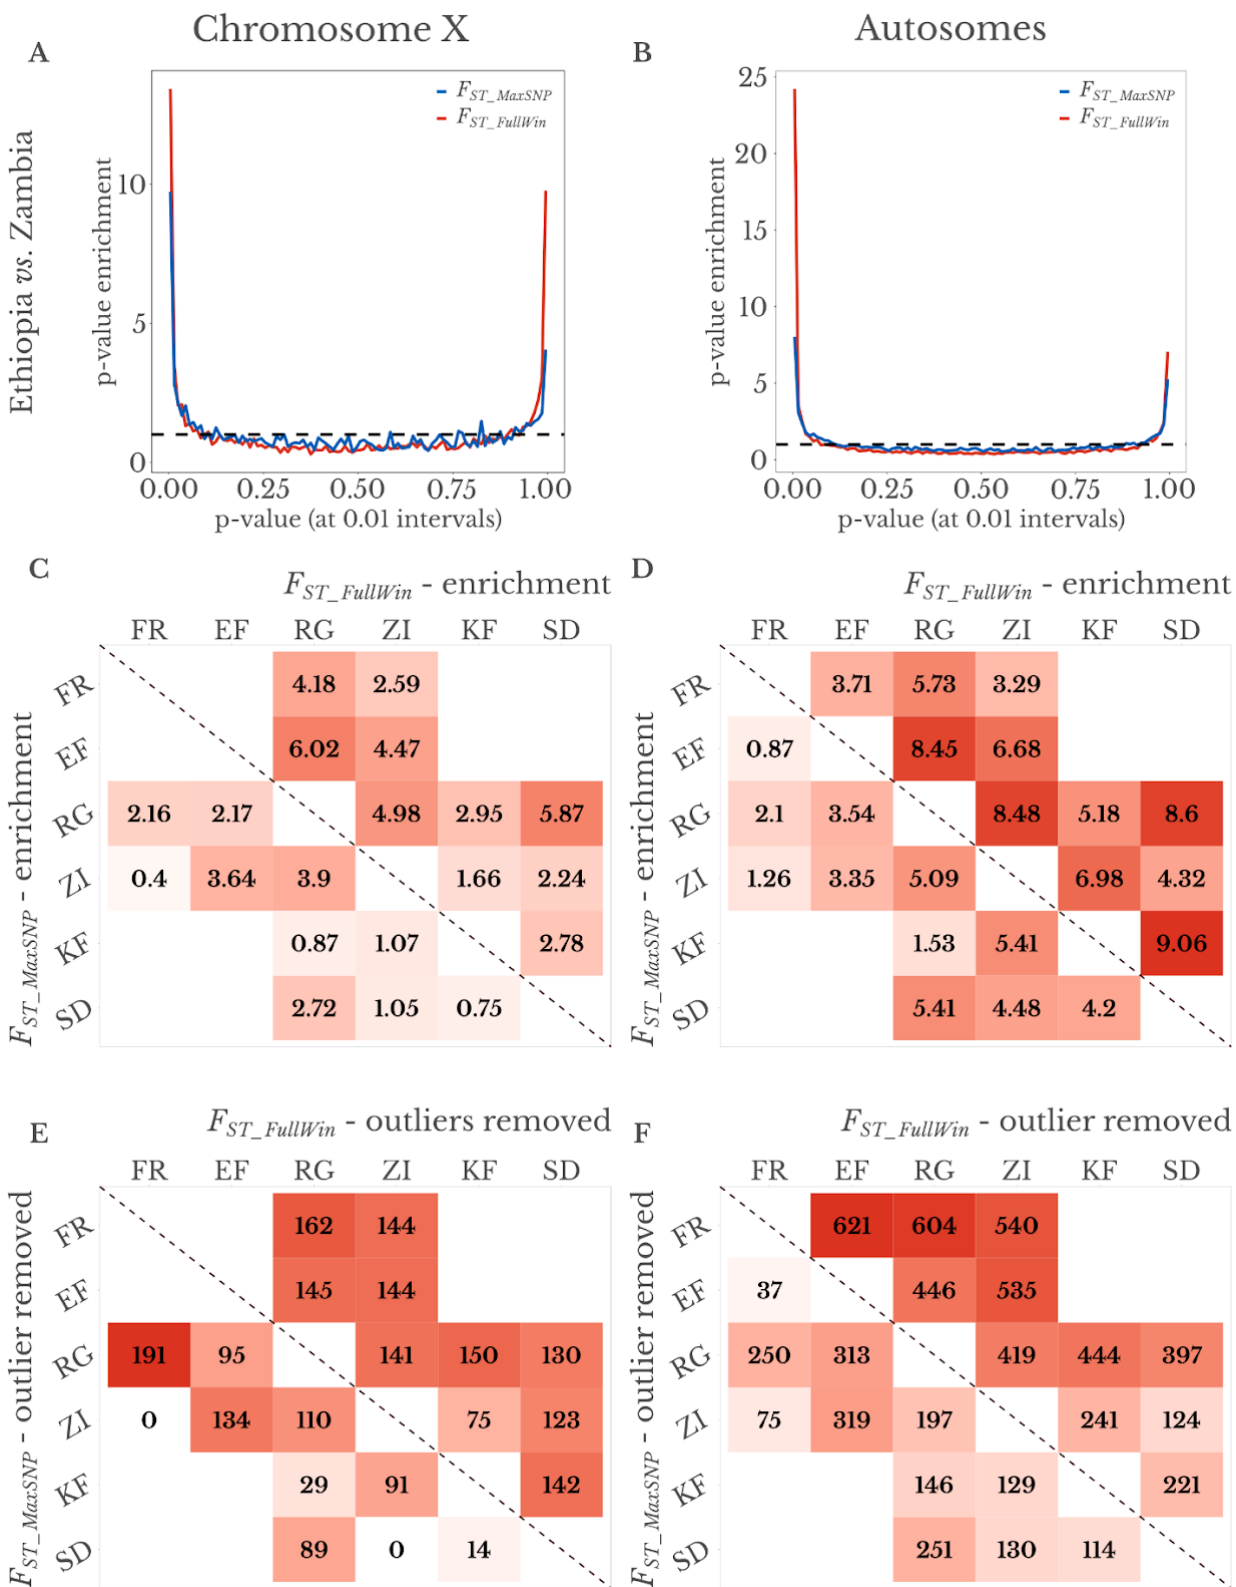 Chromosome X
Autosomes
A
B
Ethiopia vs. Zambia
p-value enrichment
F_ST_MaxSNP
F_ST_FullWin
10
5
0
0.00 0.25 0.50 0.75 1.00
p-value (at 0.01 intervals)
p-value enrichment
F_ST_MaxSNP
F_ST_FullWin
25
20
15
10
5
0
0.00 0.25 0.50 0.75 1.00
p-value (at 0.01 intervals)
C
F_ST_FullWin - enrichment
FR EF RG ZI KF SD
F_ST_MaxSNP - enrichment
FR 4.18 2.59
EF 6.02 4.47
RG 2.16 2.17 4.98 2.95 5.87
ZI 0.4 3.64 3.9 1.66 2.24
KF 0.87 1.07 2.78
SD 2.72 1.05 0.75
D
F_ST_FullWin - enrichment
FR EF RG ZI KF SD
F_ST_MaxSNP - enrichment
FR 3.71 5.73 3.29
EF 0.87 8.45 6.68
RG 2.1 3.54 8.48 5.18 8.6
ZI 1.26 3.35 5.09 6.98 4.32
KF 1.53 5.41 9.06
SD 5.41 4.48 4.2
E
F_ST_FullWin - outliers removed
FR EF RG ZI KF SD
F_ST_MaxSNP - outlier removed
FR 162 144
EF 145 144
RG 191 95 141 150 130
ZI 0 134 110 75 123
KF 29 91 142
SD 89 0 14
F
F_ST_FullWin - outlier removed
FR EF RG ZI KF SD
F_ST_MaxSNP - outlier removed
FR 621 604 540
EF 37 446 535
RG 250 313 419 444 397
ZI 75 319 197 241 124
KF 146 129 221
SD 251 130 114